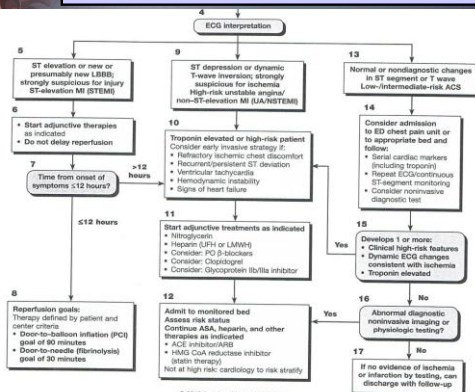 4
ECG interpretation
5
ST elevation or new or
presumably new LBBB;
strongly suspicious for injury
ST-elevation MI (STEMI)
9
ST depression or dynamic
T-wave inversion; strongly
suspicious for ischemia
High-risk unstable angina/
non–ST-elevation MI (UA/NSTEMI)
13
Normal or nondiagnostic changes
in ST segment or T wave
Low-/intermediate-risk ACS
6
• Start adjunctive therapies
as indicated
• Do not delay reperfusion
7
Time from onset of
symptoms ≤12 hours?
>12
hours
≤12
hours
8
Reperfusion goals:
Therapy defined by patient and
center criteria
• Door-to-balloon inflation (PCI)
goal of 90 minutes
• Door-to-needle (fibrinolysis)
goal of 30 minutes
10
Troponin elevated or high-risk patient
Consider early invasive strategy if:
• Refractory ischemic chest discomfort
• Recurrent/persistent ST deviation
• Ventricular tachycardia
• Hemodynamic instability
• Signs of heart failure
11
Start adjunctive treatments as indicated
• Nitroglycerin
• Heparin (UFH or LMWH)
• Consider: PO β-blockers
• Consider: Clopidogrel
• Consider: Glycoprotein IIb/IIIa inhibitor
12
Admit to monitored bed
Assess risk status
Continue ASA, heparin, and other
therapies as indicated
• ACE inhibitor/ARB
• HMG CoA reductase inhibitor
(statin therapy)
Not at high risk: cardiology to risk stratify
14
Consider admission
to ED chest pain unit or
to appropriate bed and
follow:
• Serial cardiac markers
(including troponin)
• Repeat ECG/continuous
ST-segment monitoring
• Consider noninvasive
diagnostic test
15
Develops 1 or more:
• Clinical high-risk features
• Dynamic ECG changes
consistent with ischemia
• Troponin elevated
Yes
No
16
Abnormal diagnostic
noninvasive imaging or
physiologic testing?
Yes
No
17
If no evidence of ischemia
or infarction by testing, can
discharge with follow-up